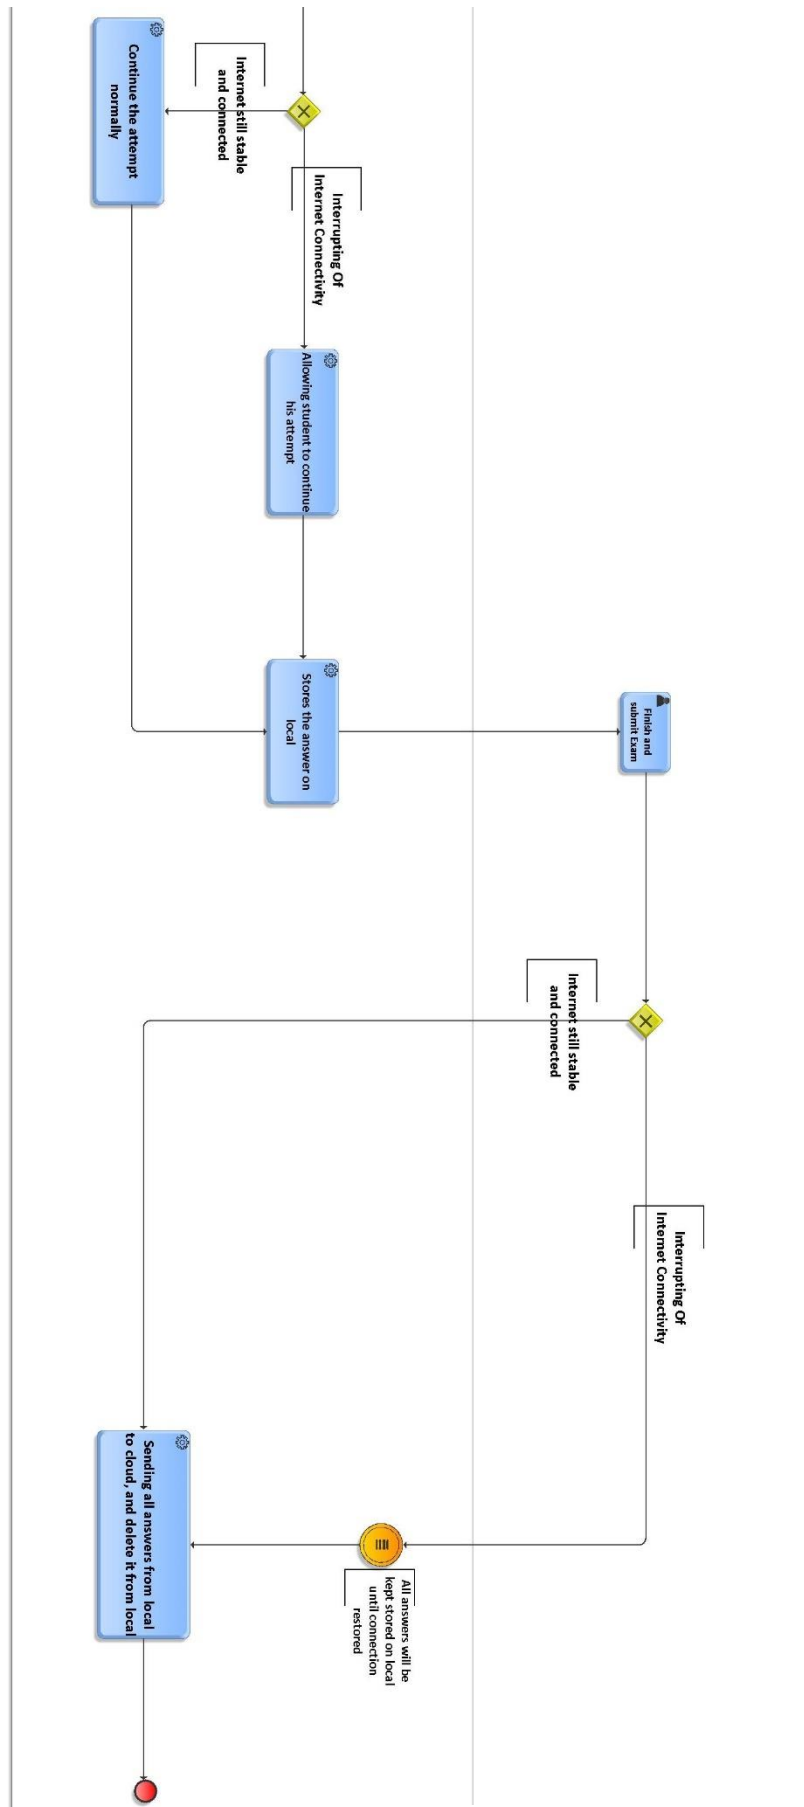 Continue the attempt
normally
Internet still stable
and connected
Interrupting Of
Internet Connectivity
Allowing student to continue
his attempt
Stores the answer on
local
Finish and
submit Exam
Internet still stable
and connected
Interrupting Of
Internet Connectivity
All answers will be
kept stored on local
until connection
restored
Sending all answers from local
to cloud, and delete it from local